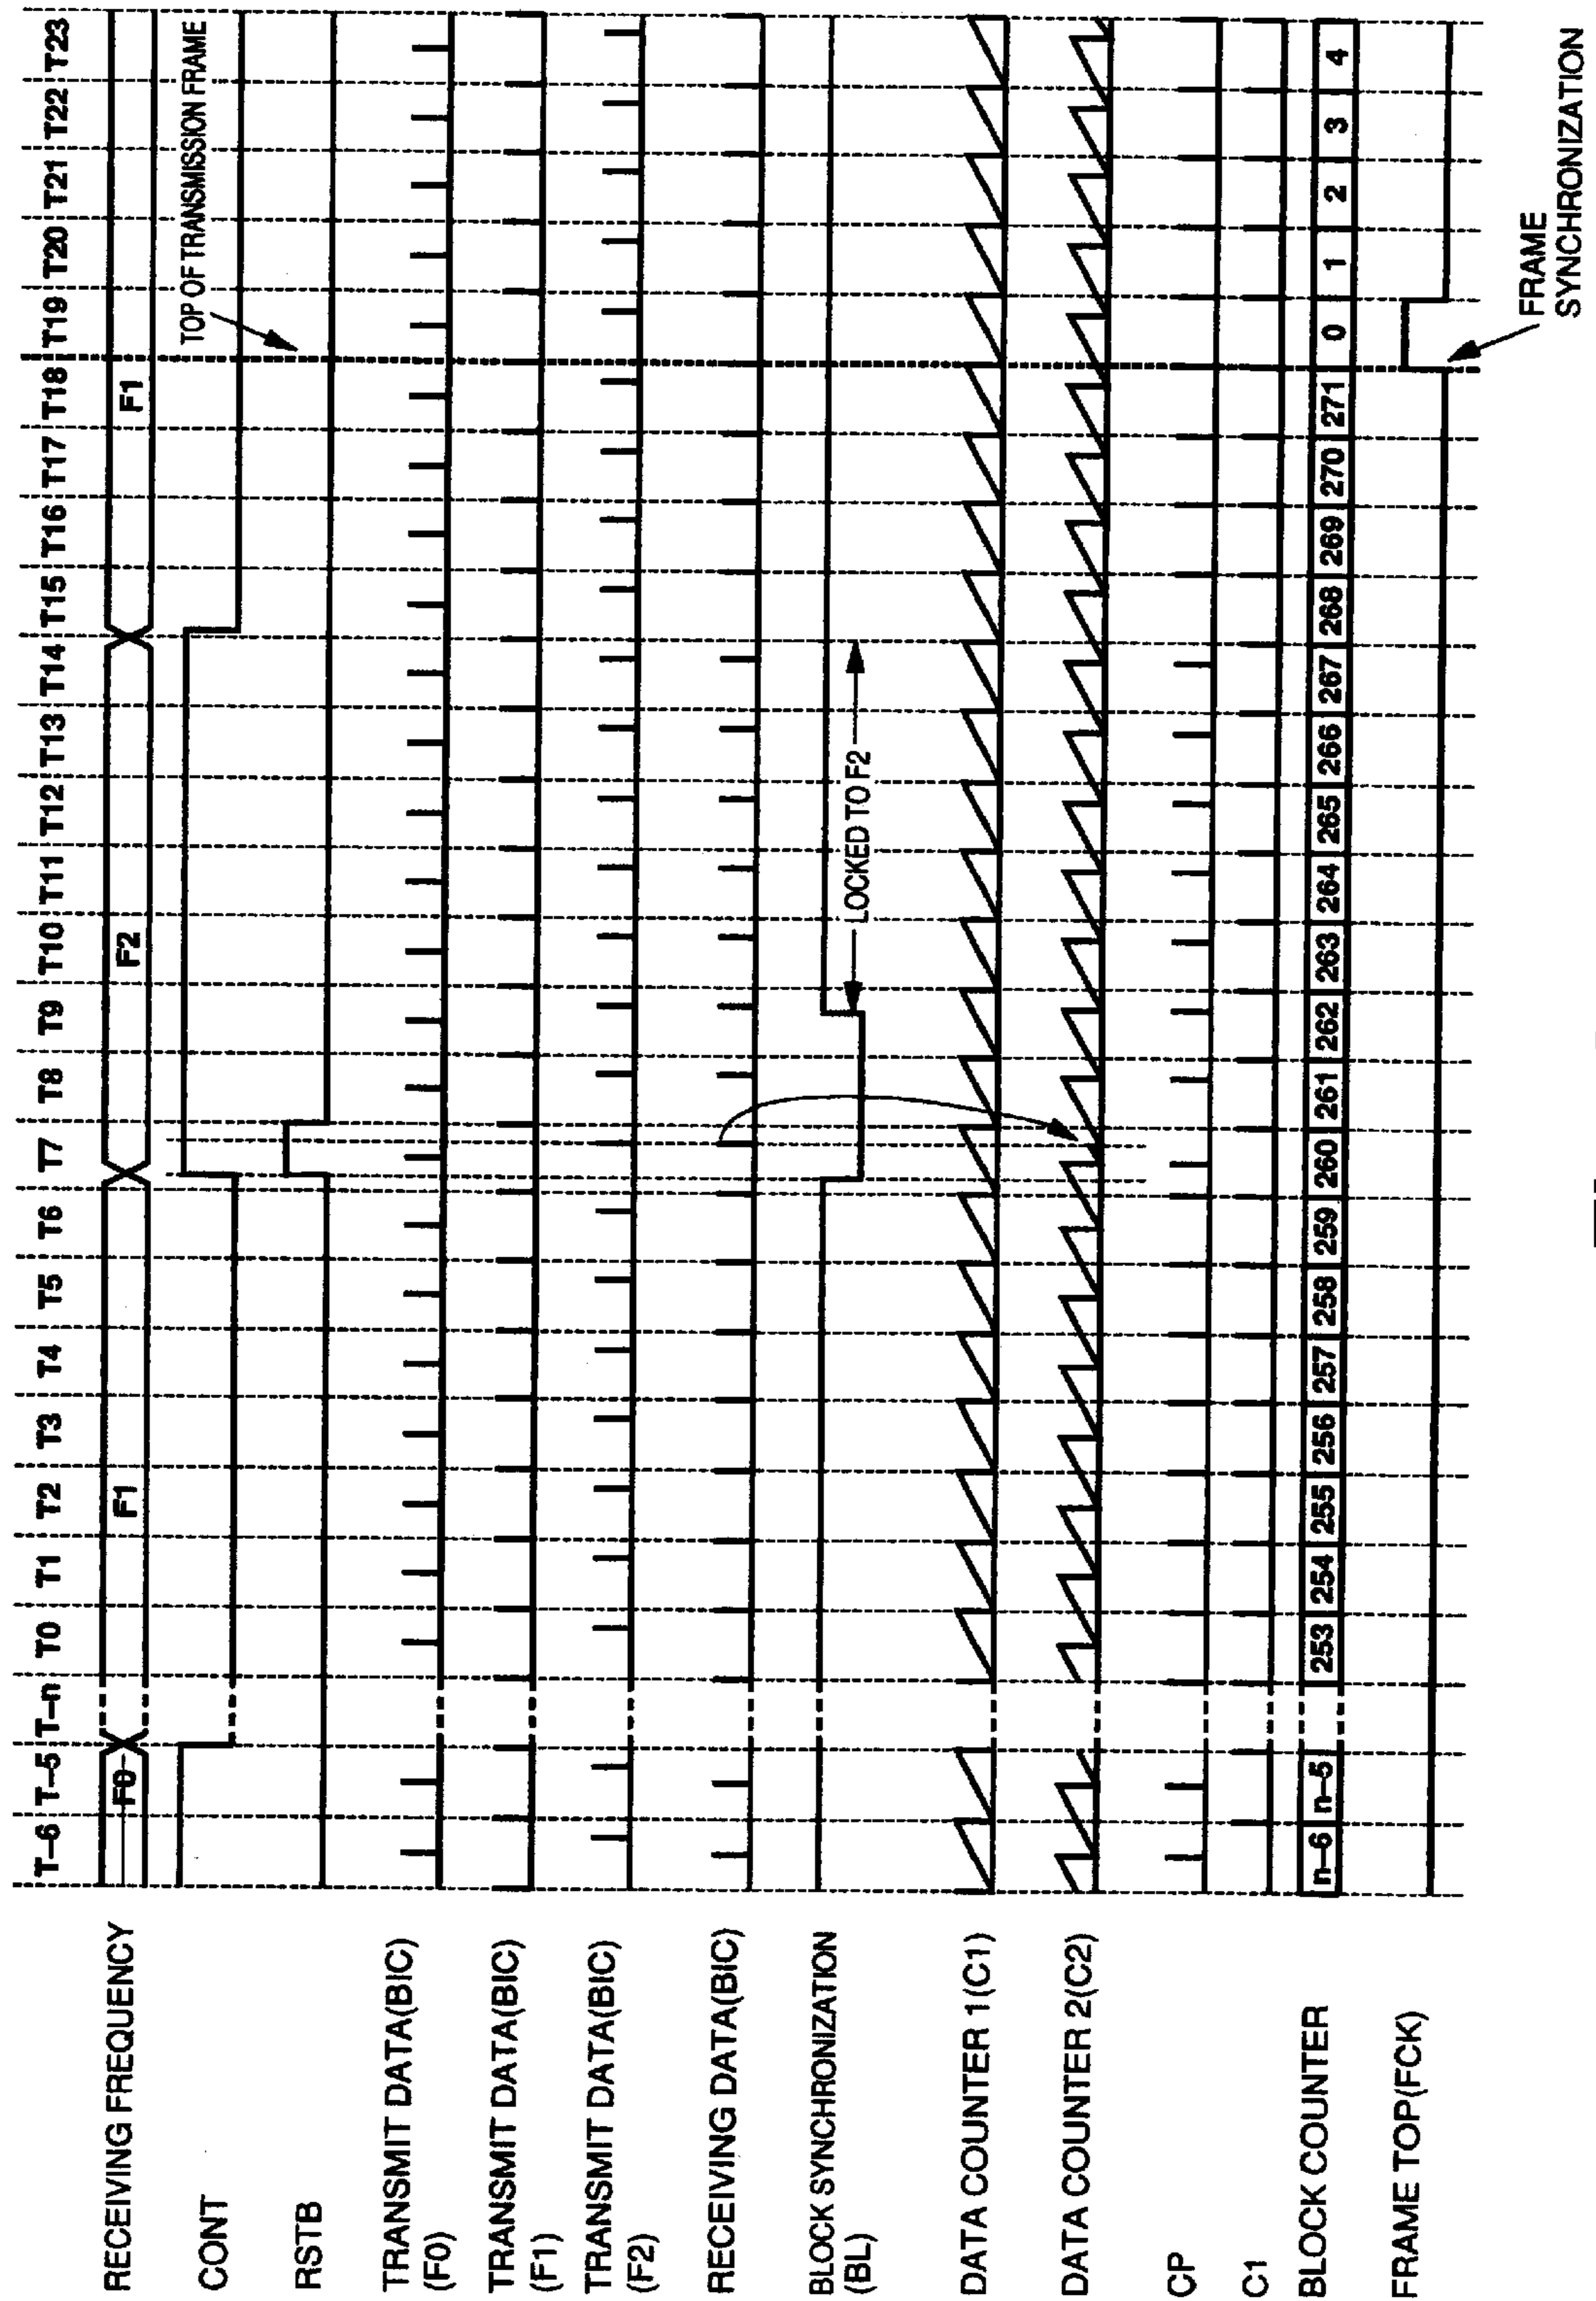 T–6 T–5 T–n T0 T1 T2 T3 T4 T5 T6 T7 T8 T9 T10 T11 T12 T13 T14 T15 T16 T17 T18 T19 T20 T21 T22 T23
RECEIVING FREQUENCY F0 F1 F2 F1
CONT
TOP OF TRANSMISSION FRAME
RSTB
TRANSMIT DATA(BIC)
(F0)
TRANSMIT DATA(BIC)
(F1)
TRANSMIT DATA(BIC)
(F2)
RECEIVING DATA(BIC)
BLOCK SYNCHRONIZATION
(BL)
LOCKED TO F2
DATA COUNTER 1(C1)
DATA COUNTER 2(C2)
CP
C1
BLOCK COUNTER n–6 n–5 253 254 255 256 257 258 259 260 261 262 263 264 265 266 267 268 269 270 271 0 1 2 3 4
FRAME TOP(FCK)
FRAME
SYNCHRONIZATION